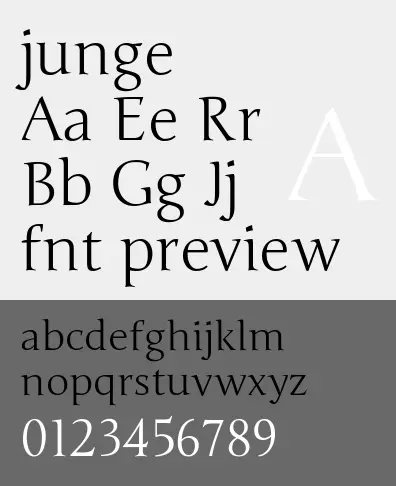 junge
Aa Ee Rr
A
Bb Gg Jj
fnt preview
abcdefghijklm
nopqrstuvwxyz
0123456789